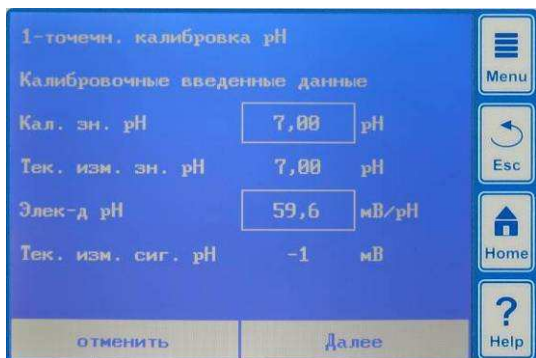 1-точечн. калибровка pH
Калибровочные введенные данные
Кал. зн. pH 7,00 pH
Тек. изм. зн. pH 7,00 pH
Элек-д pH 59,6 мВ/pH
Тек. изм. сиг. pH -1 мВ
отменить Далее
Menu
Esc
Home
? Help